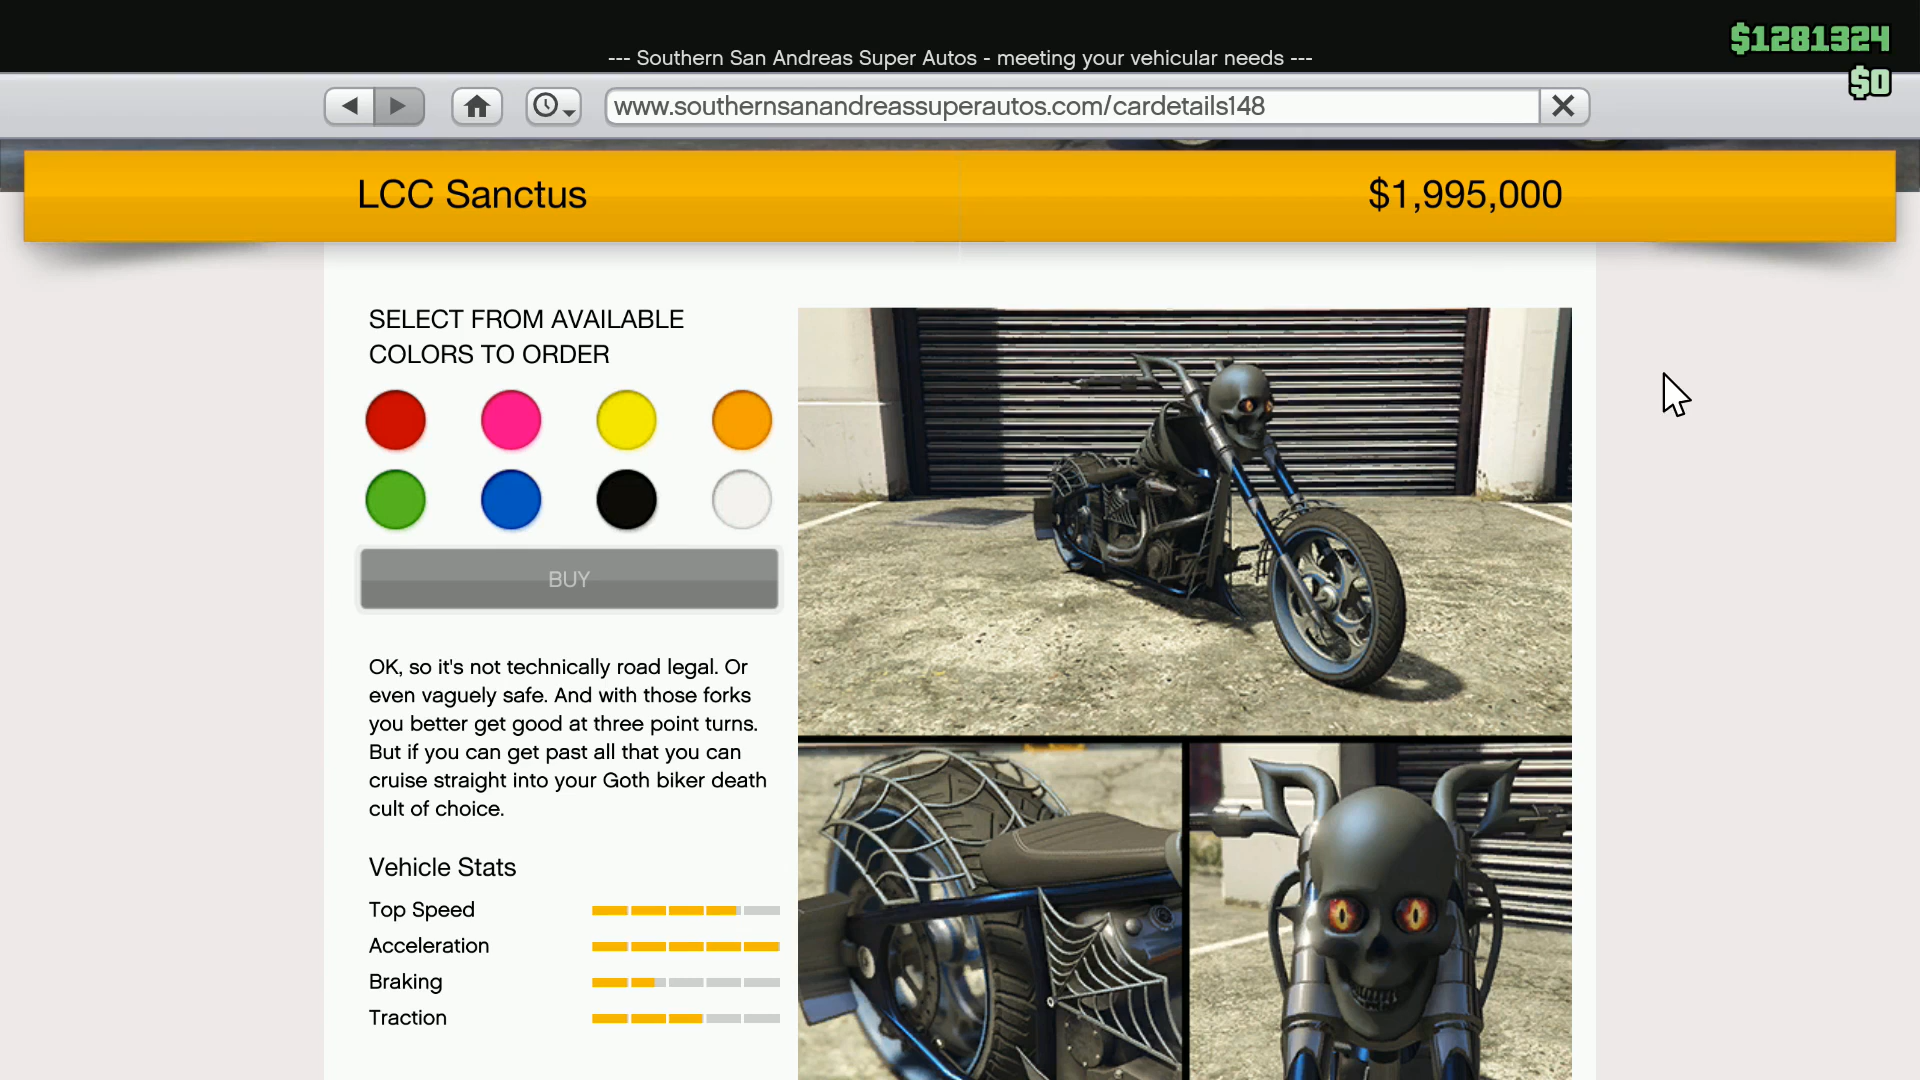 $1281324
--- Southern San Andreas Super Autos - meeting your vehicular needs ---
$0
www.southernsanandreassuperautos.com/cardetails148
LCC Sanctus
$1,995,000
SELECT FROM AVAILABLE
COLORS TO ORDER
BUY
OK, so it's not technically road legal. Or
even vaguely safe. And with those forks
you better get good at three point turns.
But if you can get past all that you can
cruise straight into your Goth biker death
cult of choice.
Vehicle Stats
Top Speed
Acceleration
Braking
Traction